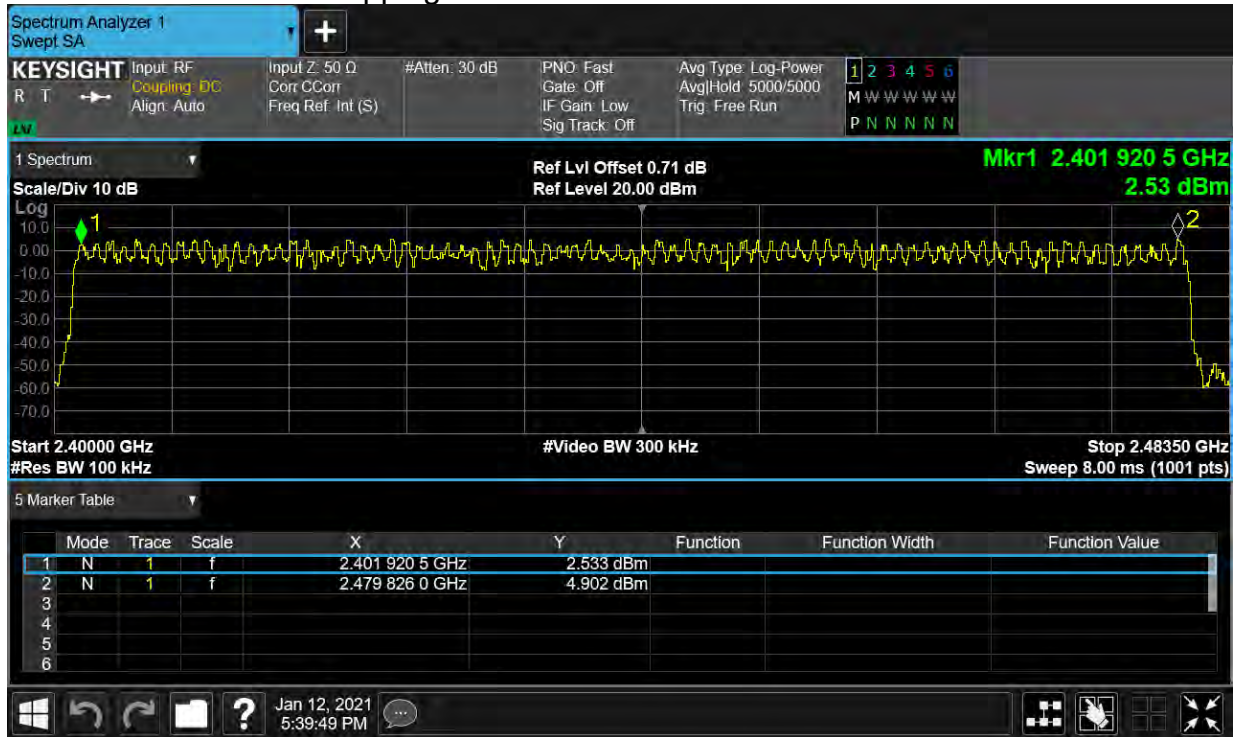 Spectrum Analyzer 1
Swept SA
+
KEYSIGHT Input: RF Input Z: 50 Ω #Atten: 30 dB PNO: Fast Avg Type: Log-Power 1 2 3 4 5 6
R T Coupling: DC Corr CCorr Gate: Off Avg|Hold: 5000/5000 M W W W W W
Align: Auto Freq Ref: Int (S) IF Gain: Low Trig: Free Run P N N N N N
LXI Sig Track: Off
1 Spectrum Ref Lvl Offset 0.71 dB Mkr1 2.401 920 5 GHz
Scale/Div 10 dB Ref Level 20.00 dBm 2.53 dBm
Log
10.0 1 2
0.00
-10.0
-20.0
-30.0
-40.0
-50.0
-60.0
-70.0
Start 2.40000 GHz #Video BW 300 kHz Stop 2.48350 GHz
#Res BW 100 kHz Sweep 8.00 ms (1001 pts)
5 Marker Table
Mode Trace Scale X Y Function Function Width Function Value
1 N 1 f 2.401 920 5 GHz 2.533 dBm
2 N 1 f 2.479 826 0 GHz 4.902 dBm
3
4
5
6
? Jan 12, 2021
5:39:49 PM